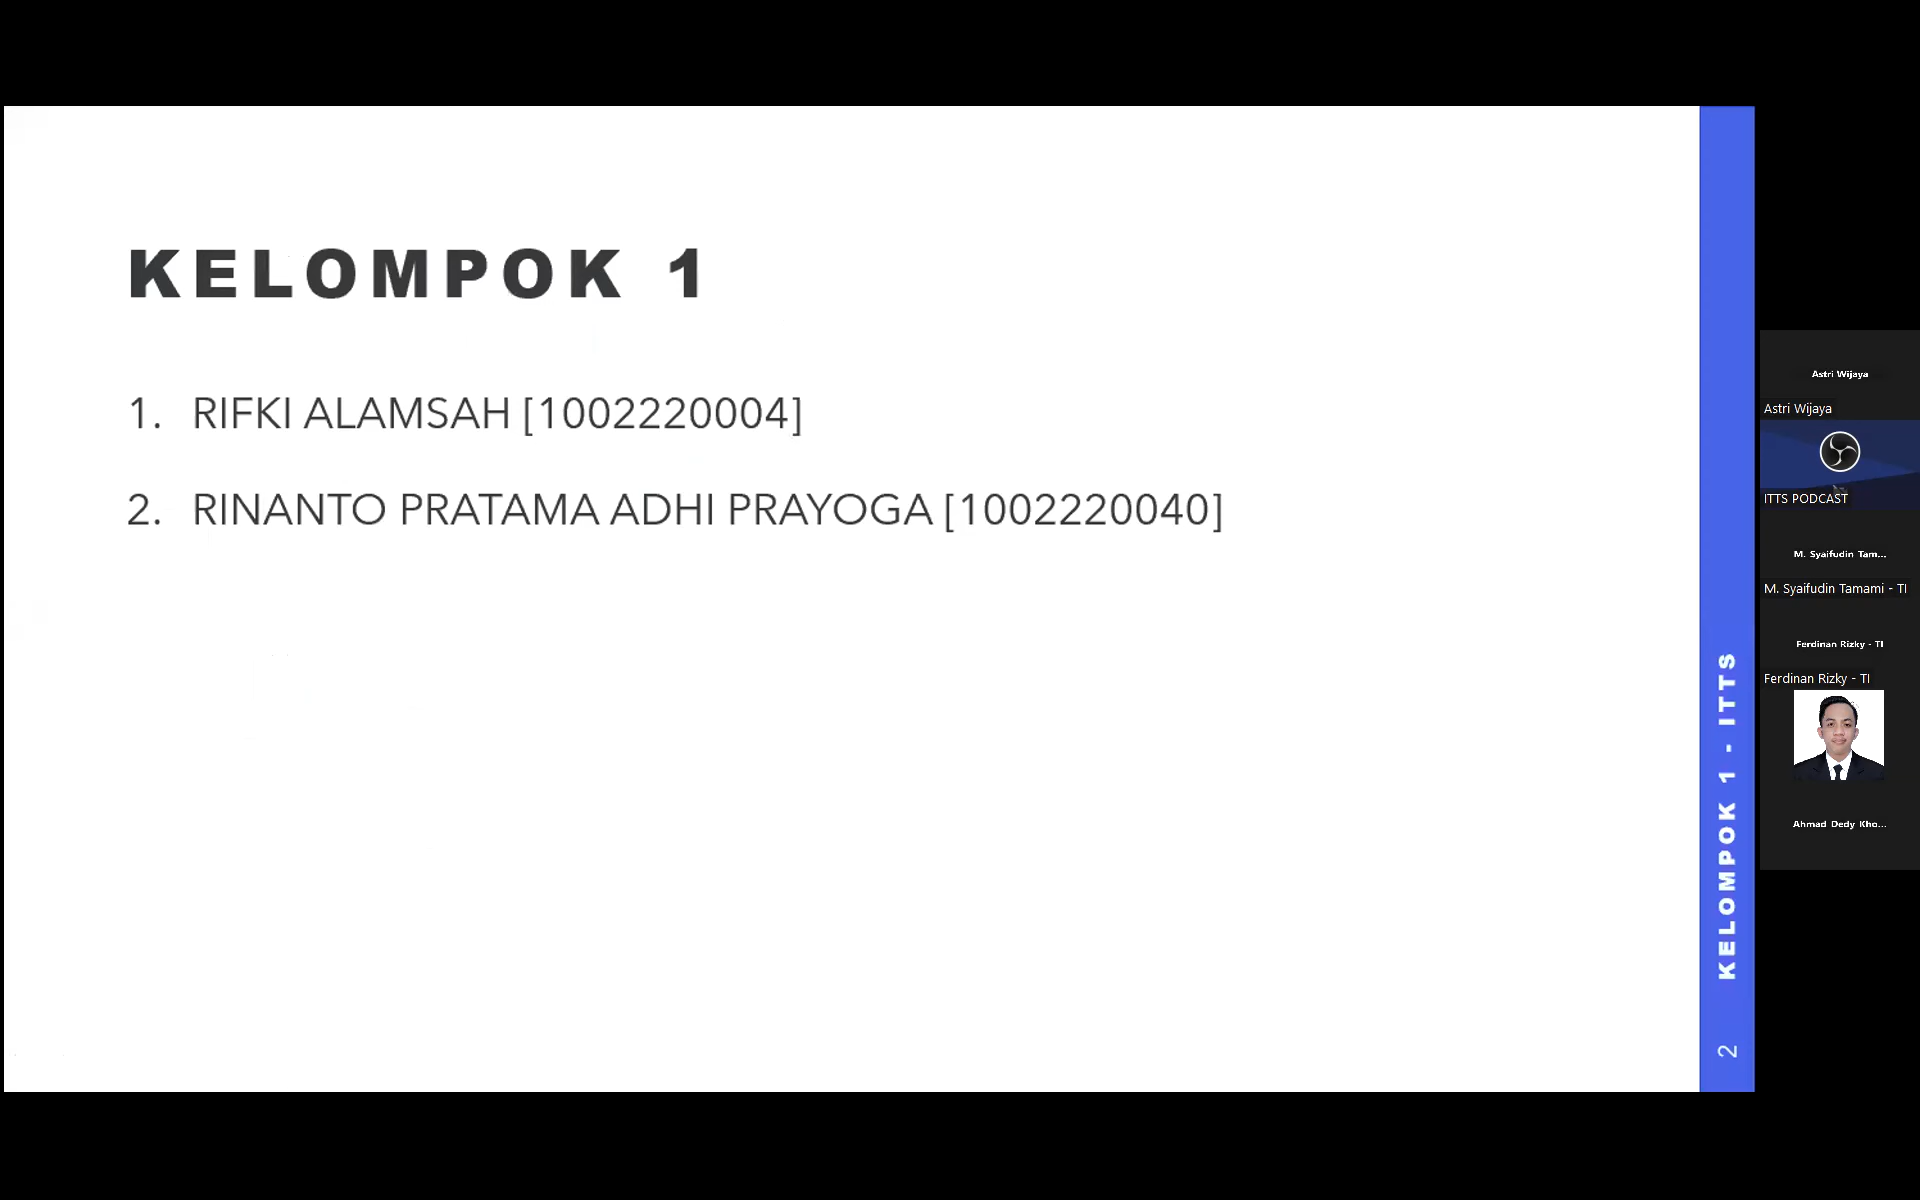 KELOMPOK 1
1. RIFKI ALAMSAH [1002220004]
2. RINANTO PRATAMA ADHI PRAYOGA [1002220040]
KELOMPOK 1 - ITTS
2
Astri Wijaya
Astri Wijaya
ITTS PODCAST
M. Syaifudin Tam...
M. Syaifudin Tamami - TI
Ferdinan Rizky - TI
Ferdinan Rizky - TI
Ahmad Dedy Kho...